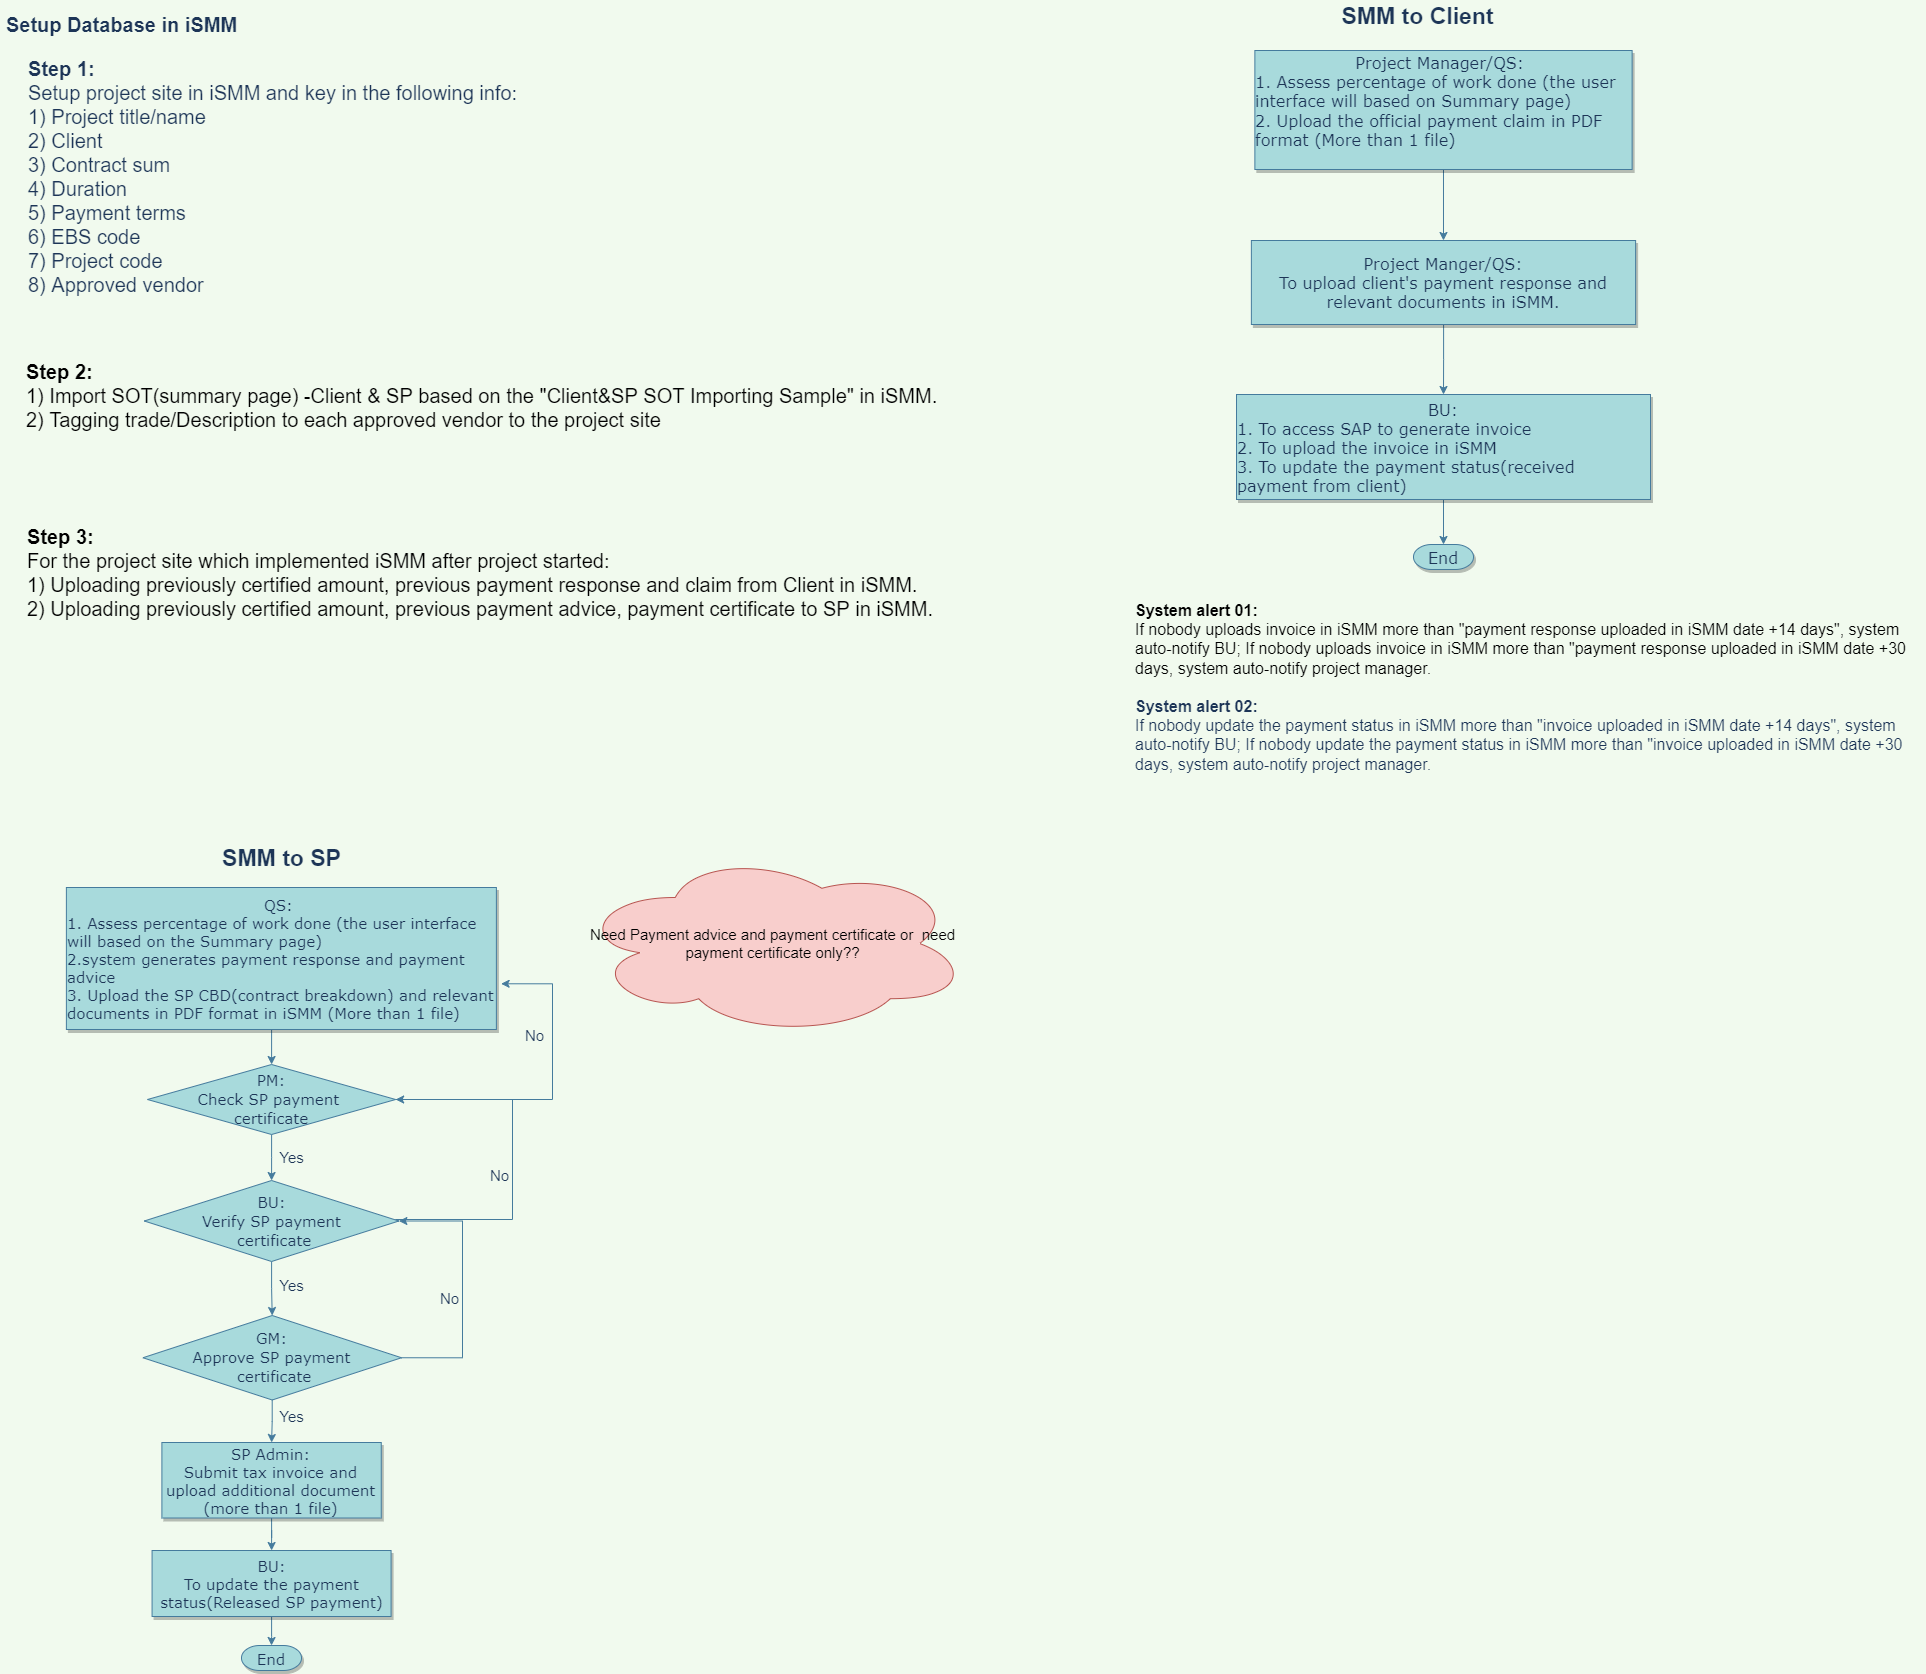 Setup Database in iSMM
Step 1:
Setup project site in iSMM and key in the following info:
1) Project title/name
2) Client
3) Contract sum
4) Duration
5) Payment terms
6) EBS code
7) Project code
8) Approved vendor
Step 2:
1) Import SOT(summary page) -Client & SP based on the "Client&SP SOT Importing Sample" in iSMM.
2) Tagging trade/Description to each approved vendor to the project site
Step 3:
For the project site which implemented iSMM after project started:
1) Uploading previously certified amount, previous payment response and claim from Client in iSMM.
2) Uploading previously certified amount, previous payment advice, payment certificate to SP in iSMM.
SMM to Client
Project Manager/QS:
1. Assess percentage of work done (the user
interface will based on Summary page)
2. Upload the official payment claim in PDF
format (More than 1 file)
Project Manger/QS:
To upload client's payment response and
relevant documents in iSMM.
BU:
1. To access SAP to generate invoice
2. To upload the invoice in iSMM
3. To update the payment status(received
payment from client)
End
System alert 01:
If nobody uploads invoice in iSMM more than "payment response uploaded in iSMM date +14 days", system
auto-notify BU; If nobody uploads invoice in iSMM more than "payment response uploaded in iSMM date +30
days, system auto-notify project manager.
System alert 02:
If nobody update the payment status in iSMM more than "invoice uploaded in iSMM date +14 days", system
auto-notify BU; If nobody update the payment status in iSMM more than "invoice uploaded in iSMM date +30
days, system auto-notify project manager.
SMM to SP
QS:
1. Assess percentage of work done (the user interface
will based on the Summary page)
2.system generates payment response and payment
advice
3. Upload the SP CBD(contract breakdown) and relevant
documents in PDF format in iSMM (More than 1 file)
Need Payment advice and payment certificate or need
payment certificate only??
No
PM:
Check SP payment
certificate
Yes
No
BU:
Verify SP payment
certificate
Yes
No
GM:
Approve SP payment
certificate
Yes
SP Admin:
Submit tax invoice and
upload additional document
(more than 1 file)
BU:
To update the payment
status(Released SP payment)
End